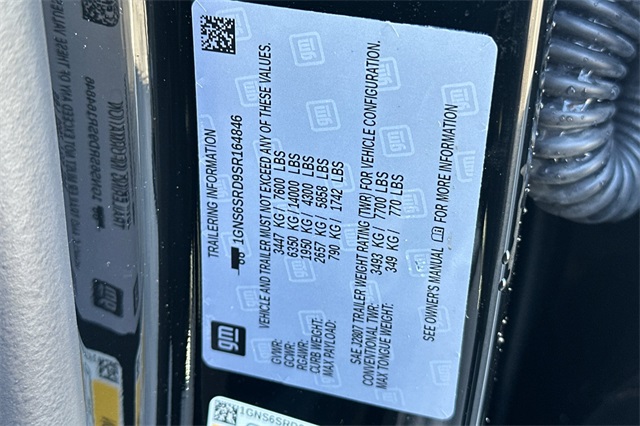 gm
TRAILERING INFORMATION
1GNS6SRD9SR164846
VEHICLE AND TRAILER MUST NOT EXCEED ANY OF THESE VALUES.
GVWR: 3447 KG / 7600 LBS
GCWR: 6350 KG / 14000 LBS
RGAWR: 1950 KG / 4300 LBS
CURB WEIGHT: 2657 KG / 5858 LBS
MAX PAYLOAD: 790 KG / 1742 LBS
SAE J2807 TRAILER WEIGHT RATING (TWR) FOR VEHICLE CONFIGURATION.
CONVENTIONAL TWR: 3493 KG / 7700 LBS
MAX TONGUE WEIGHT: 349 KG / 770 LBS
SEE OWNER'S MANUAL FOR MORE INFORMATION
1GNS6SRD